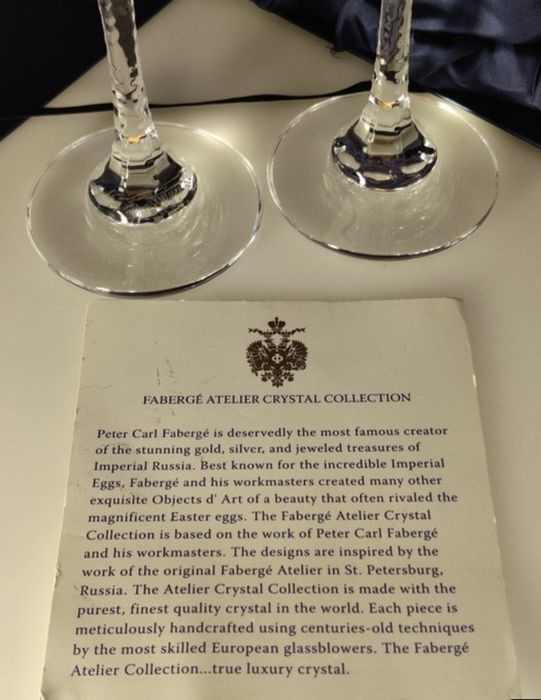 FABERGÉ ATELIER CRYSTAL COLLECTION
Peter Carl Fabergé is deservedly the most famous creator
of the stunning gold, silver, and jeweled treasures of
Imperial Russia. Best known for the incredible Imperial
Eggs, Fabergé and his workmasters created many other
exquisite Objects d' Art of a beauty that often rivaled the
magnificent Easter eggs. The Fabergé Atelier Crystal
Collection is based on the work of Peter Carl Fabergé
and his workmasters. The designs are inspired by the
work of the original Fabergé Atelier in St. Petersburg,
Russia. The Atelier Crystal Collection is made with the
purest, finest quality crystal in the world. Each piece is
meticulously handcrafted using centuries-old techniques
by the most skilled European glassblowers. The Fabergé
Atelier Collection...true luxury crystal.